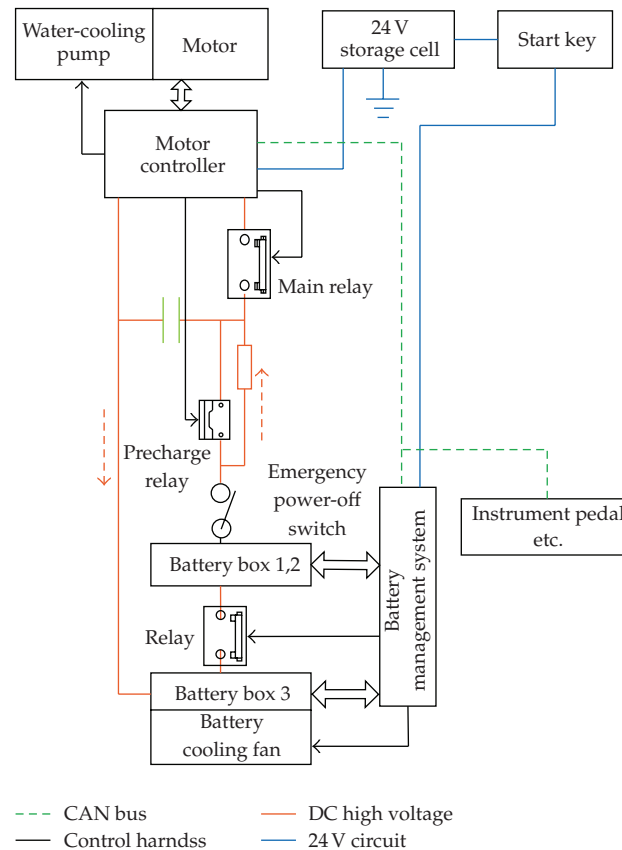 Water-cooling
pump
Motor
24 V
storage cell
Start key
Motor
controller
Main relay
Precharge
relay
Emergency
power-off
switch
Battery box 1,2
Battery
management system
Instrument pedal
etc.
Relay
Battery box 3
Battery
cooling fan
CAN bus
DC high voltage
Control harndss
24 V circuit